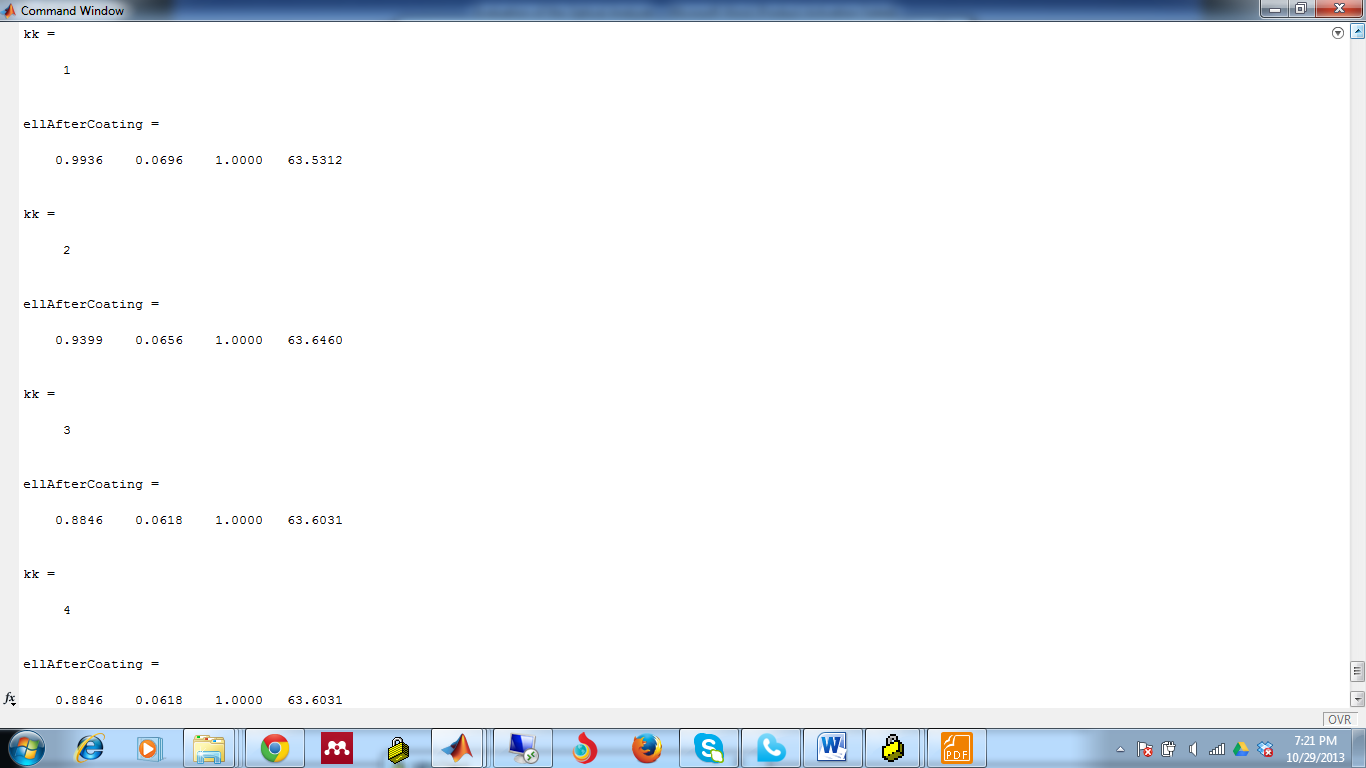 Command Window
kk =
1
ellAfterCoating =
0.9936 0.0696 1.0000 63.5312
kk =
2
ellAfterCoating =
0.9399 0.0656 1.0000 63.6460
kk =
3
ellAfterCoating =
0.8846 0.0618 1.0000 63.6031
kk =
4
ellAfterCoating =
fx 0.8846 0.0618 1.0000 63.6031
OVR
W
PDF
7:21 PM
10/29/2013